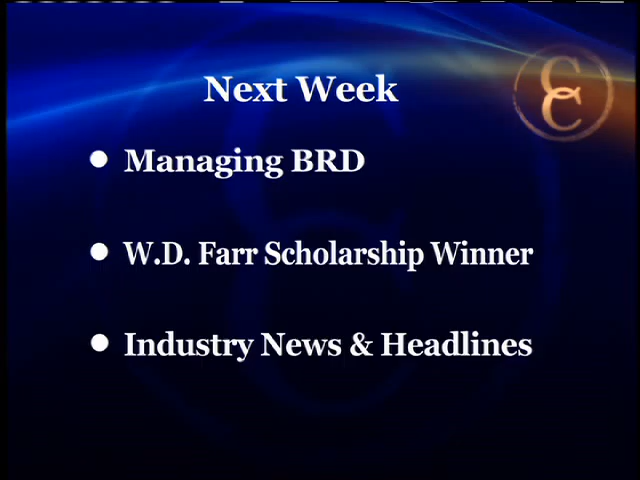 C
C
Next Week
• Managing BRD
• W.D. Farr Scholarship Winner
• Industry News & Headlines